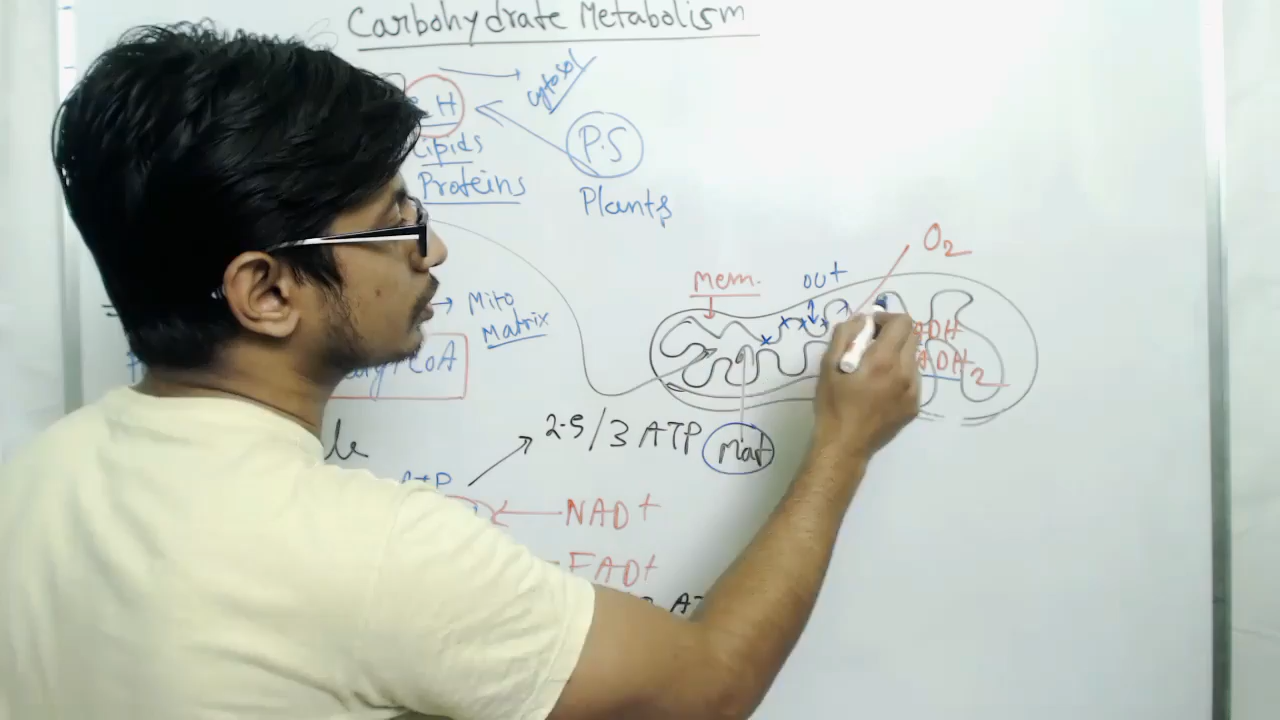 Carbohydrate Metabolism
H
cytosol
Lipids
Proteins
P.S
Plants
O2
Mem.
out
Mito
Matrix
CoA
ADH
ADH2
2-5/3 ATP
Mat
NAD+
FAD+